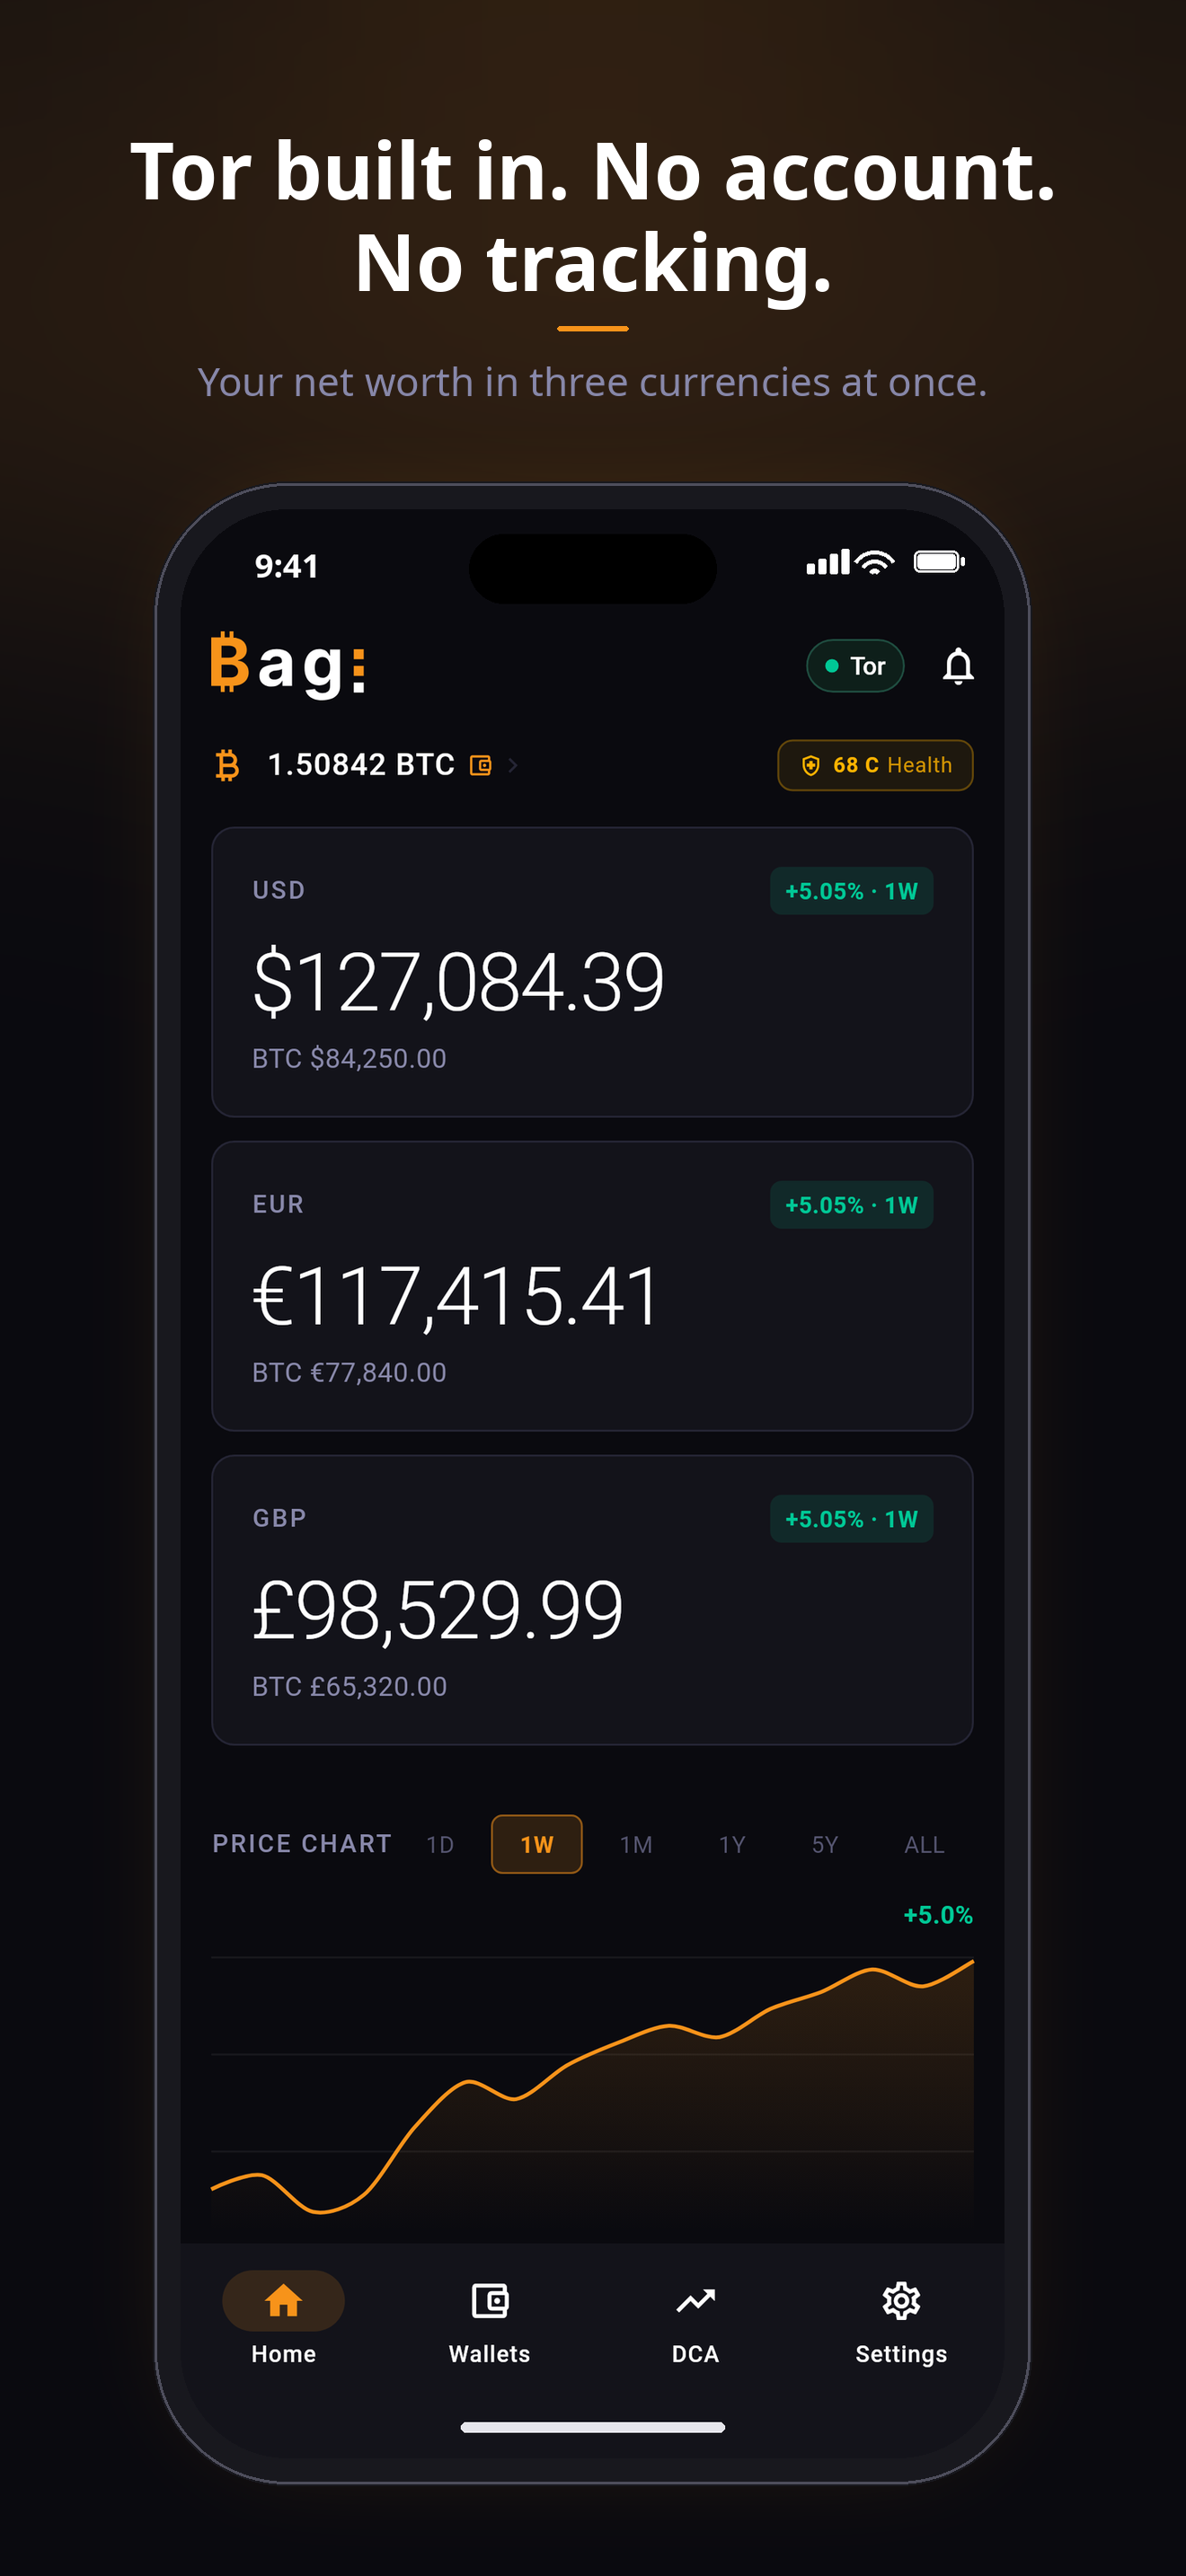 Tor built in. No account.
No tracking.
Your net worth in three currencies at once.
9:41
₿ag
Tor
1.50842 BTC
68 C Health
USD
+5.05% · 1W
$127,084.39
BTC $84,250.00
EUR
+5.05% · 1W
€117,415.41
BTC €77,840.00
GBP
+5.05% · 1W
£98,529.99
BTC £65,320.00
PRICE CHART 1D 1W 1M 1Y 5Y ALL
+5.0%
Home Wallets DCA Settings